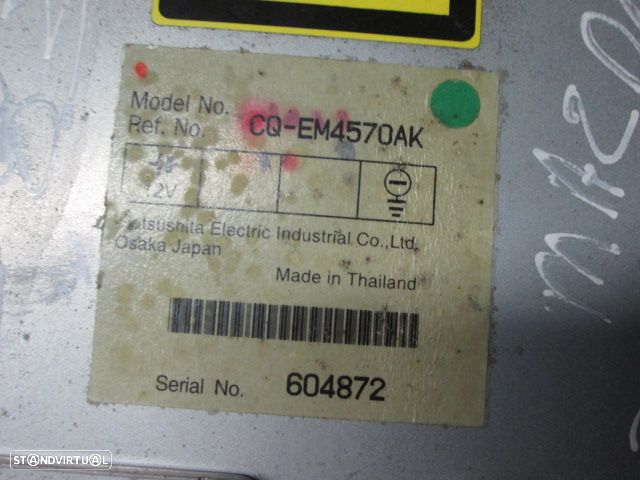 Model No.
Ref. No. CQ-EM4570AK
12V
Matsushita Electric Industrial Co.,Ltd.
Osaka Japan
Made in Thailand
Serial No. 604872
STANDVIRTUAL